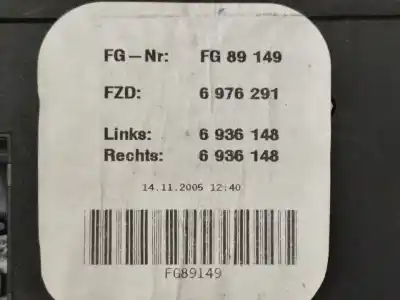 FG-Nr: FG 89 149
FZD: 6 976 291
Links: 6 936 148
Rechts: 6 936 148
14.11.2005 12:40
FG89149